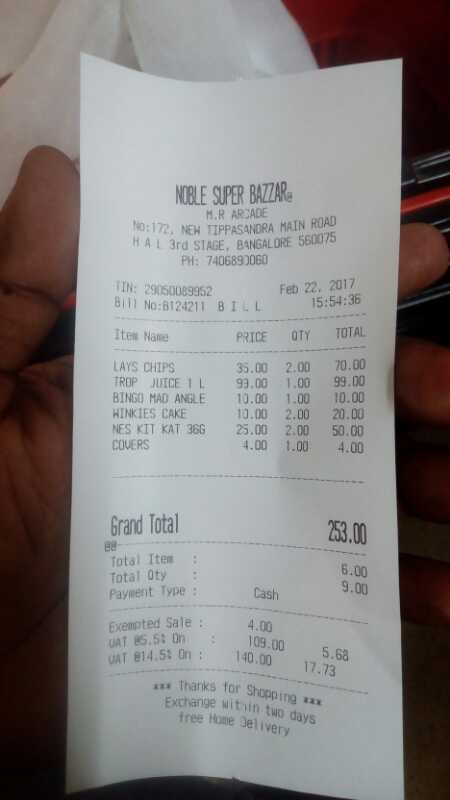 NOBLE SUPER BAZZAR@
M.R ARCADE
No:172, NEW TIPPASANDRA MAIN ROAD
H A L 3rd STAGE, BANGALORE 560075
PH: 7406890060
TIN: 29050089952 Feb 22, 2017
Bill No:B124211 B I L L 15:54:36
Item Name PRICE QTY TOTAL
LAYS CHIPS 35.00 2.00 70.00
TROP JUICE 1 L 99.00 1.00 99.00
BINGO MAD ANGLE 10.00 1.00 10.00
WINKIES CAKE 10.00 2.00 20.00
NES KIT KAT 36G 25.00 2.00 50.00
COVERS 4.00 1.00 4.00
Grand Total 253.00
@@
Total Item : 6.00
Total Qty : 9.00
Payment Type : Cash
Exempted Sale : 4.00
VAT @5.5% On : 109.00 5.68
VAT @14.5% On : 140.00 17.73
*** Thanks for Shopping ***
Exchange within two days
free Home Delivery